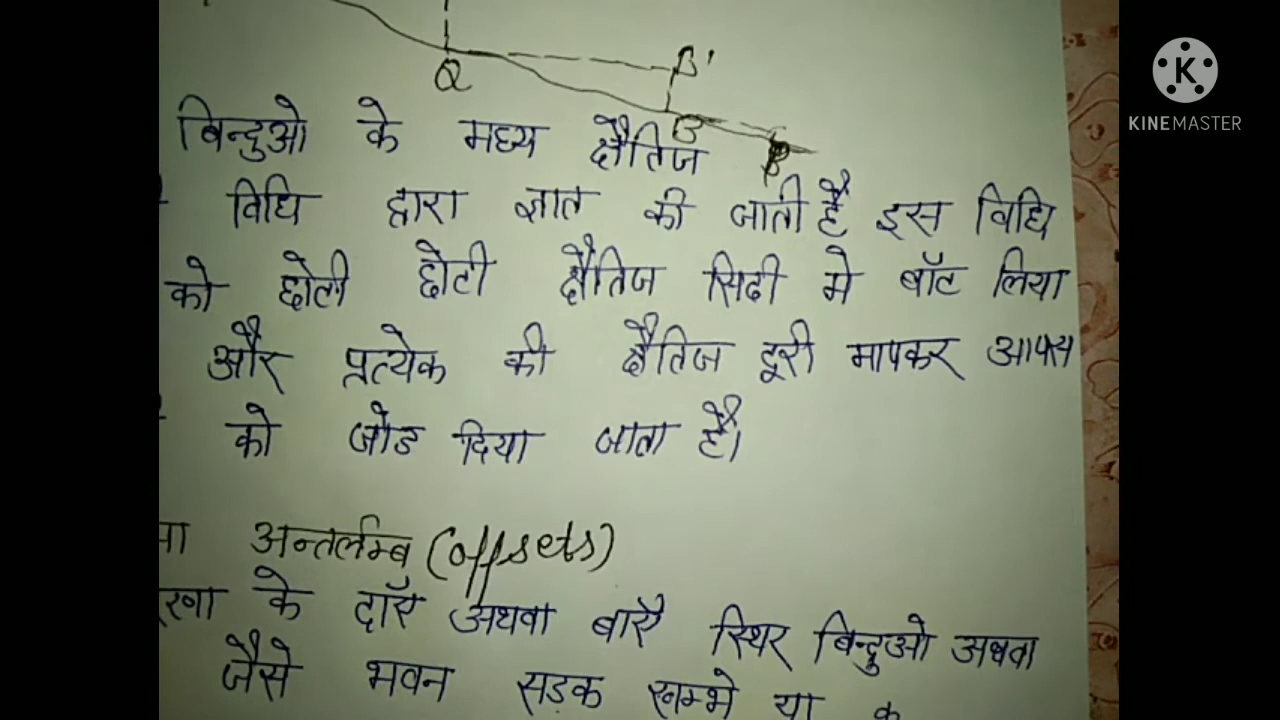 Q
B'
B
P
बिन्दुओ के मध्य क्षैतिज
विधि द्वारा ज्ञात की जाती है इस विधि
को छोटी छोटी क्षैतिज सिढी मे बॉट लिया
और प्रत्येक की क्षैतिज दूरी मापकर आपस
को जोड दिया जाता है।
अन्तर्लम्ब (offsets)
के दाएँ अथवा बाएँ स्थिर बिन्दुओ अथवा
जैसे भवन सड़क खम्भे या
K
KINEMASTER